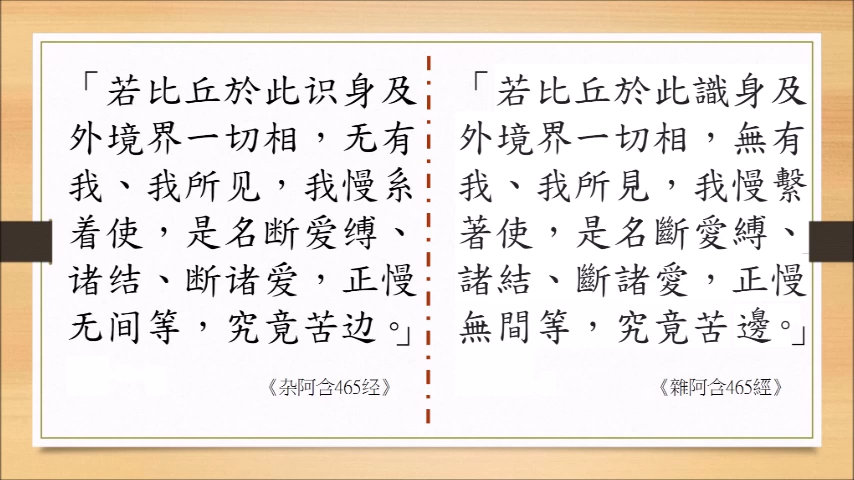 「若比丘於此识身及
外境界一切相，无有
我、我所见，我慢系
着使，是名断爱缚、
诸结、断诸爱，正慢
无间等，究竟苦边。」
《杂阿含465经》
「若比丘於此識身及
外境界一切相，無有
我、我所見，我慢繫
著使，是名斷愛縛、
諸結、斷諸愛，正慢
無間等，究竟苦邊。」
《雜阿含465經》